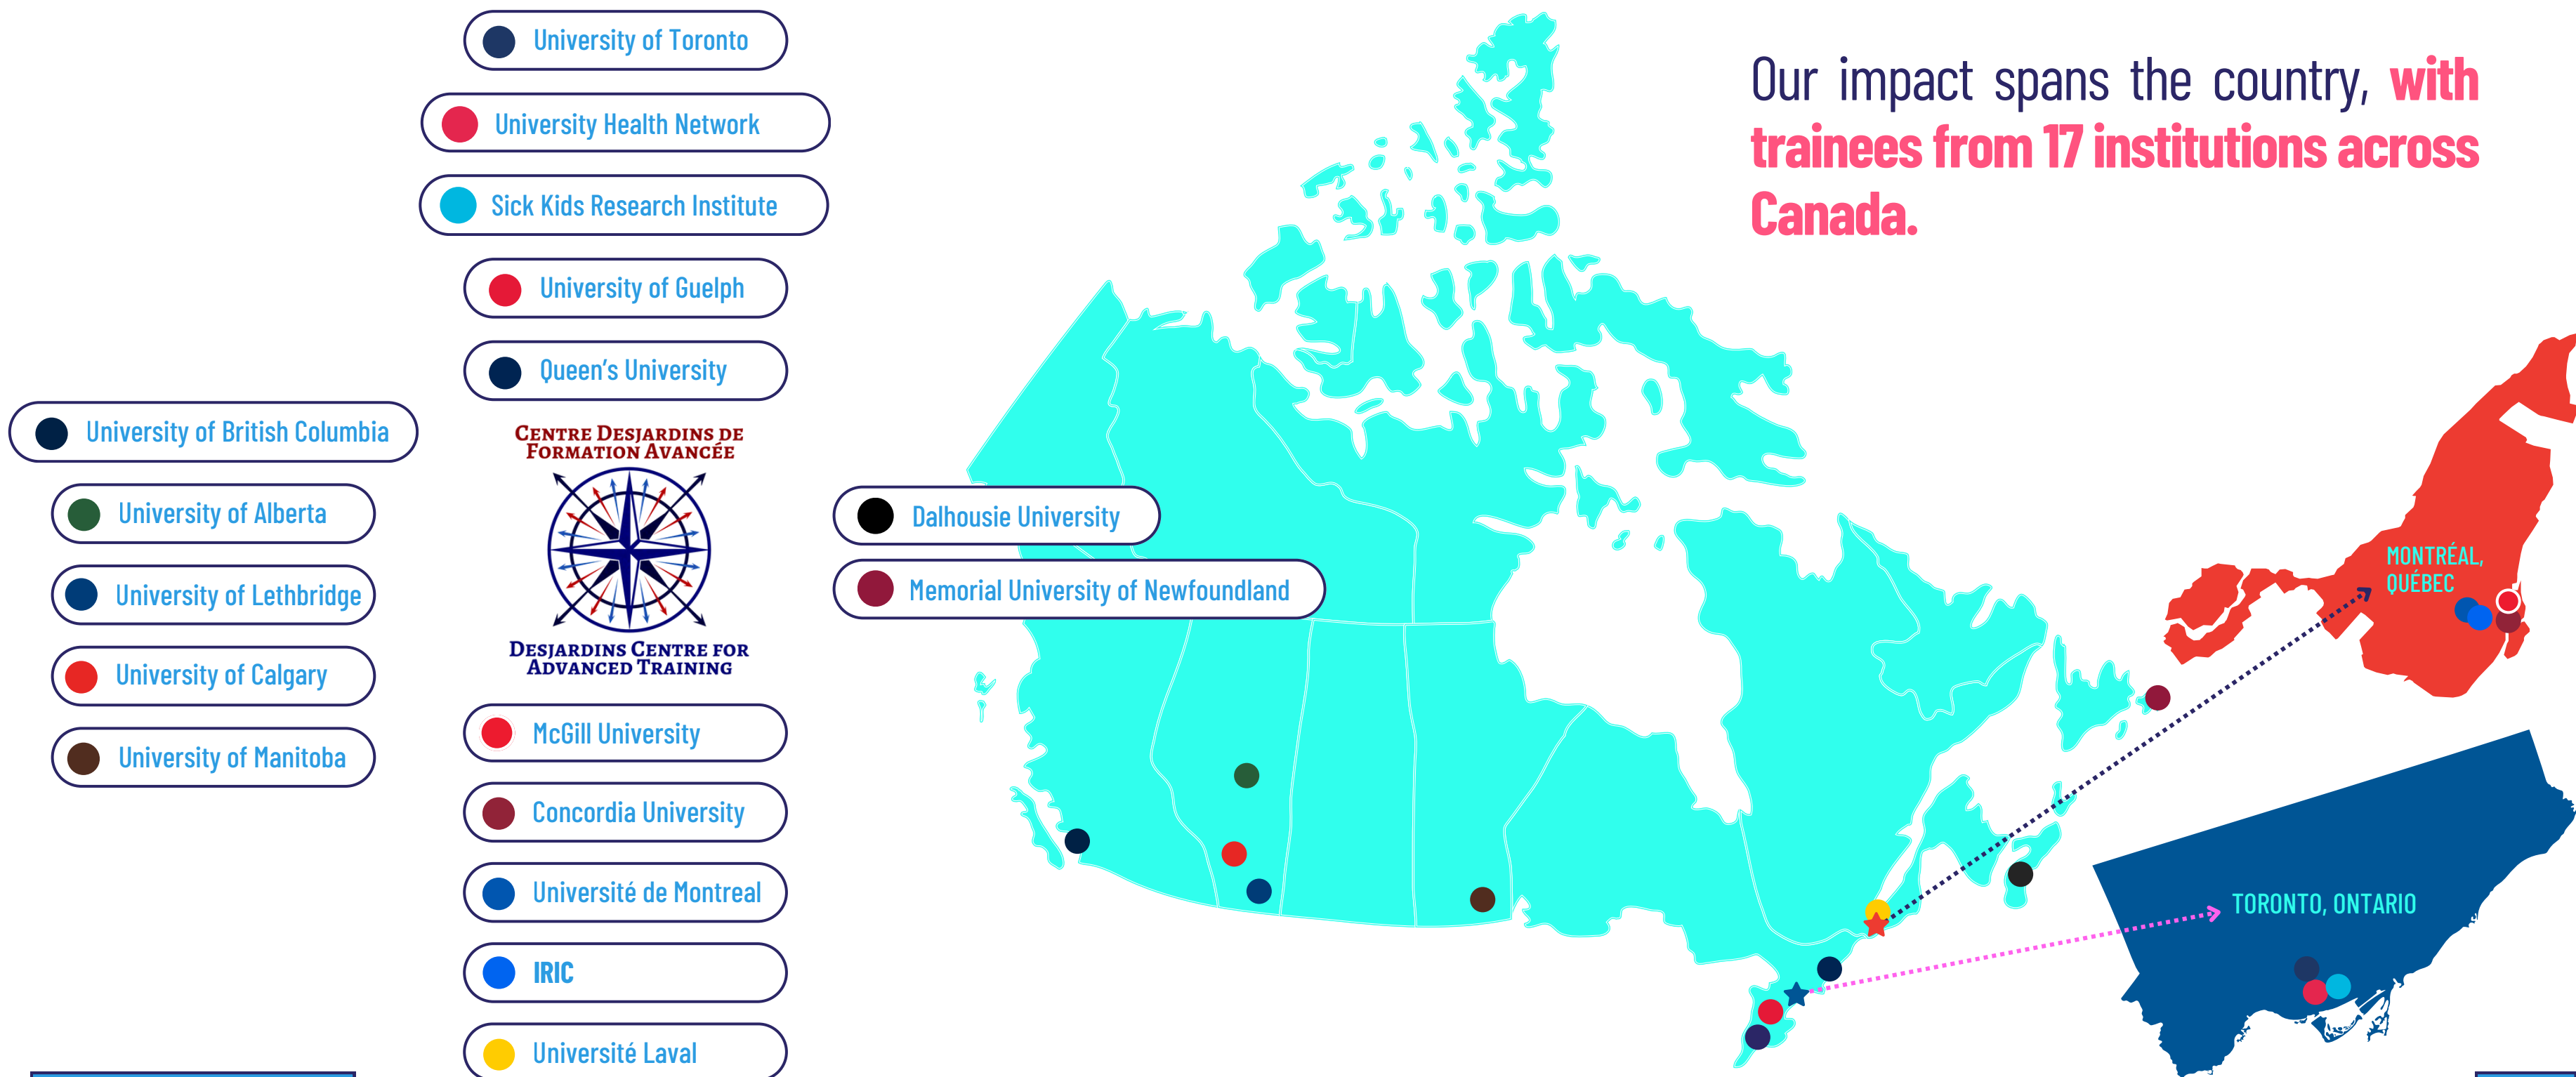 University of Toronto
University Health Network
Sick Kids Research Institute
University of Guelph
Queen's University
University of British Columbia
University of Alberta
University of Lethbridge
University of Calgary
University of Manitoba
CENTRE DESJARDINS DE
FORMATION AVANCÉE
DESJARDINS CENTRE FOR
ADVANCED TRAINING
McGill University
Concordia University
Université de Montreal
IRIC
Université Laval
Dalhousie University
Memorial University of Newfoundland
Our impact spans the country, with
trainees from 17 institutions across
Canada.
MONTRÉAL,
QUÉBEC
TORONTO, ONTARIO